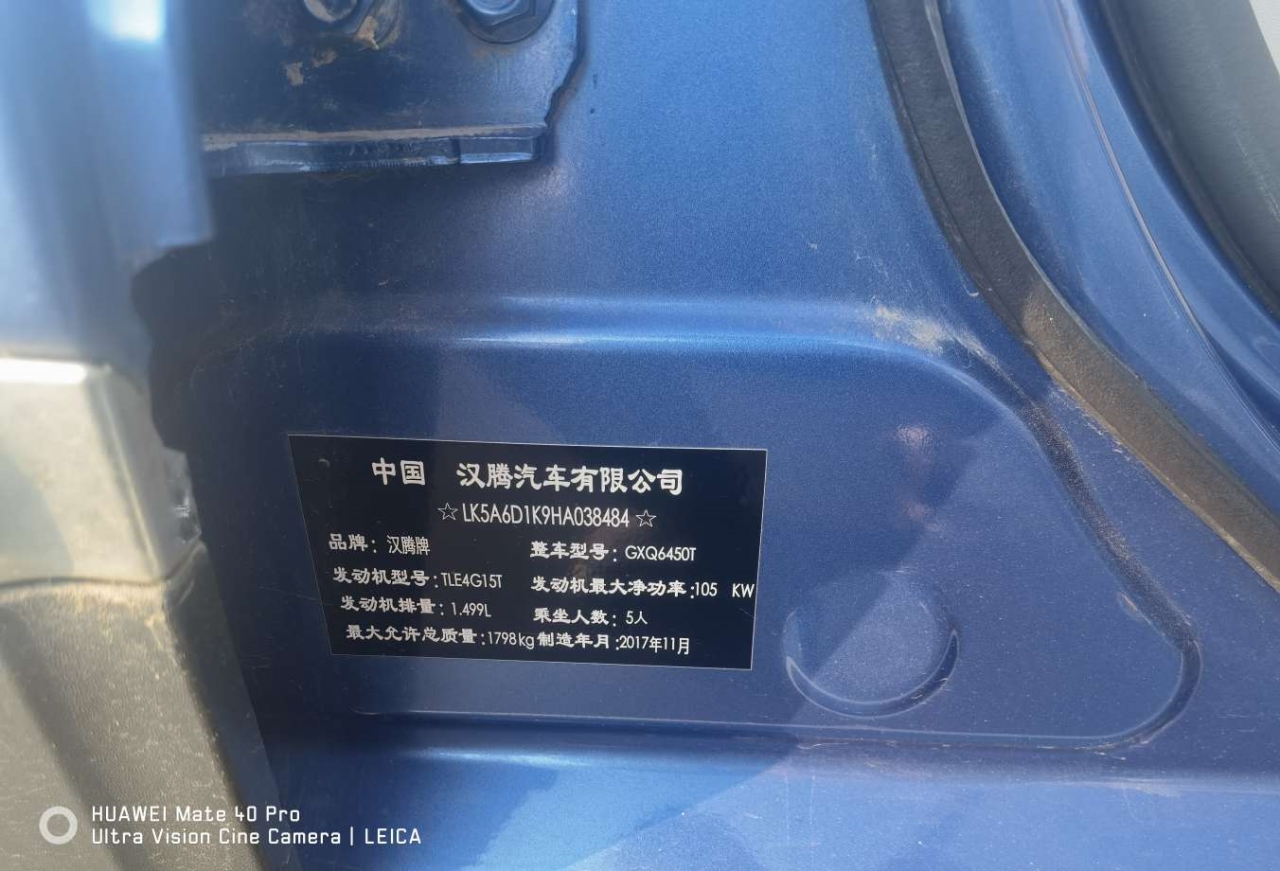 中国 汉腾汽车有限公司
☆LK5A6D1K9HA038484☆
品牌：汉腾牌 整车型号：GXQ6450T
发动机型号：TLE4G15T 发动机最大净功率：105 KW
发动机排量：1.499L 乘坐人数：5人
最大允许总质量：1798kg 制造年月：2017年11月
HUAWEI Mate 40 Pro
Ultra Vision Cine Camera | LEICA